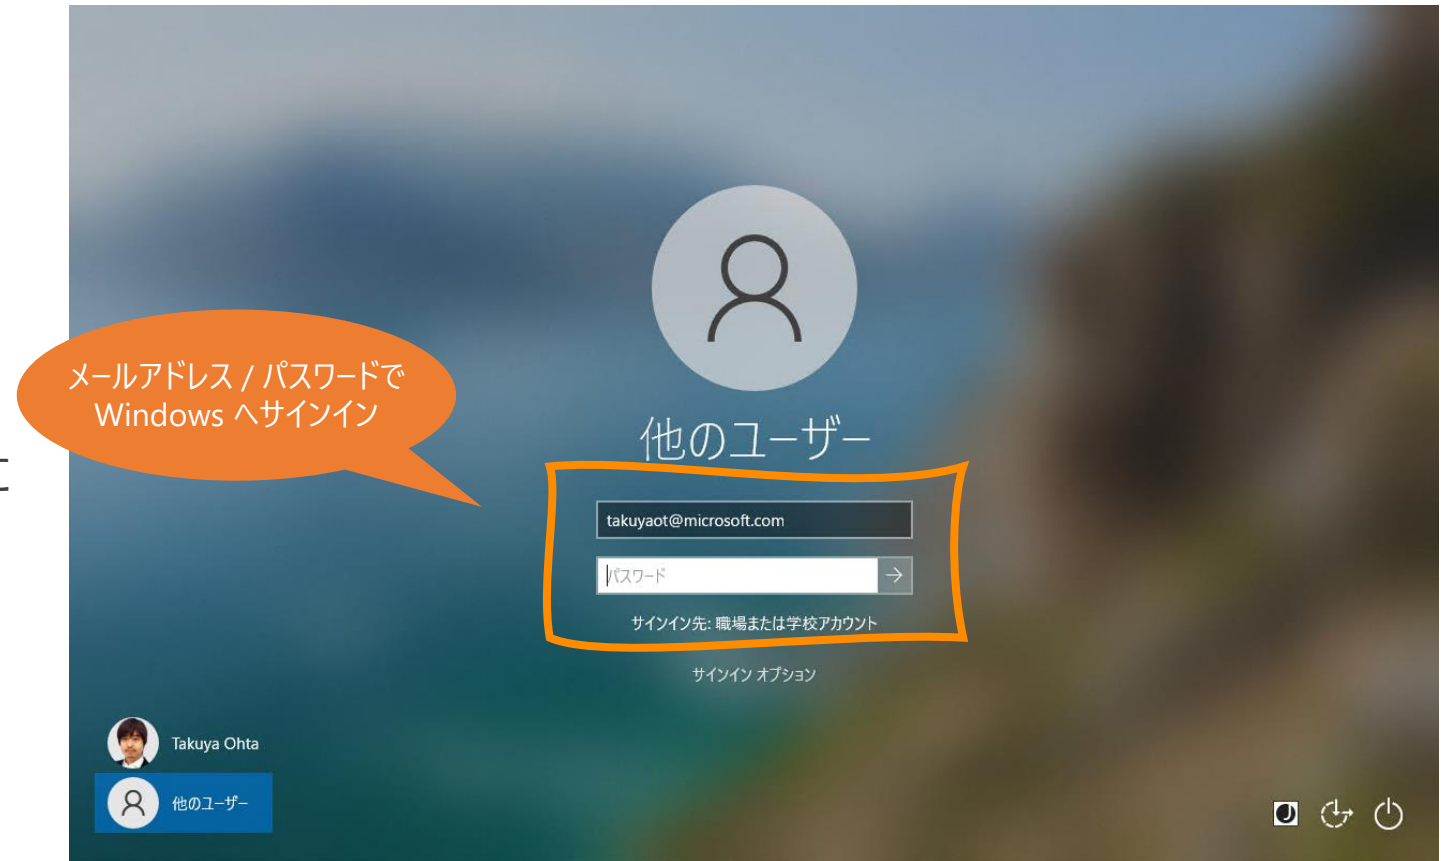 メールアドレス / パスワードで
Windows へサインイン
に
他のユーザー
takuyaot@microsoft.com
パスワード
サインイン先: 職場または学校アカウント
サインイン オプション
Takuya Ohta
他のユーザー
J